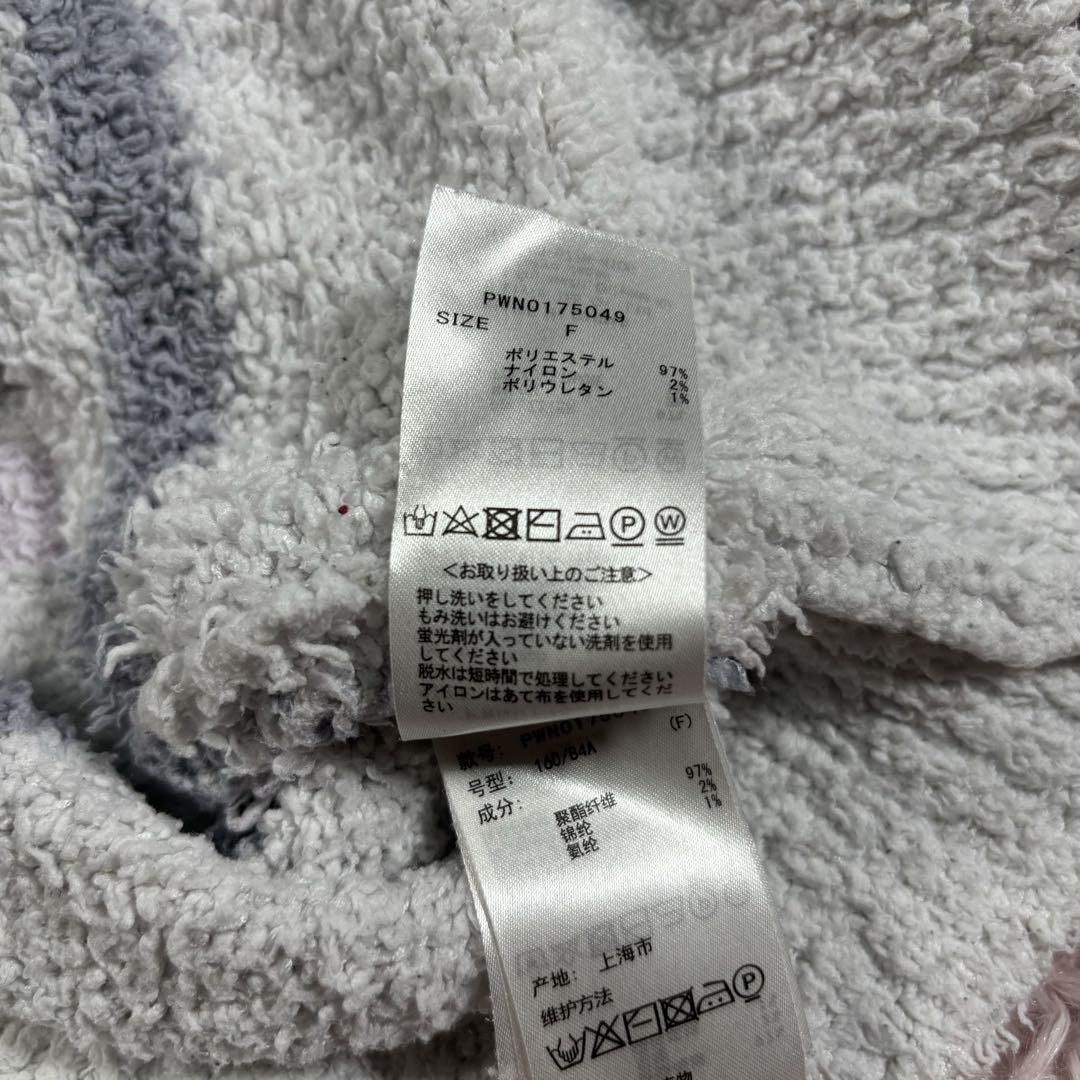 PWN0175049
SIZE F
ポリエステル 97%
ナイロン 2%
ポリウレタン 1%
P W
<お取り扱い上のご注意>
押し洗いをしてください
もみ洗いはお避けください
蛍光剤が入っていない洗剤を使用
してください
脱水は短時間で処理してください
アイロンはあて布を使用してくだ
さい
款号: (F)
号型: 160/84A
成分: 97%
聚酯纤维 2%
锦纶 1%
氨纶
产地: 上海市
维护方法
P